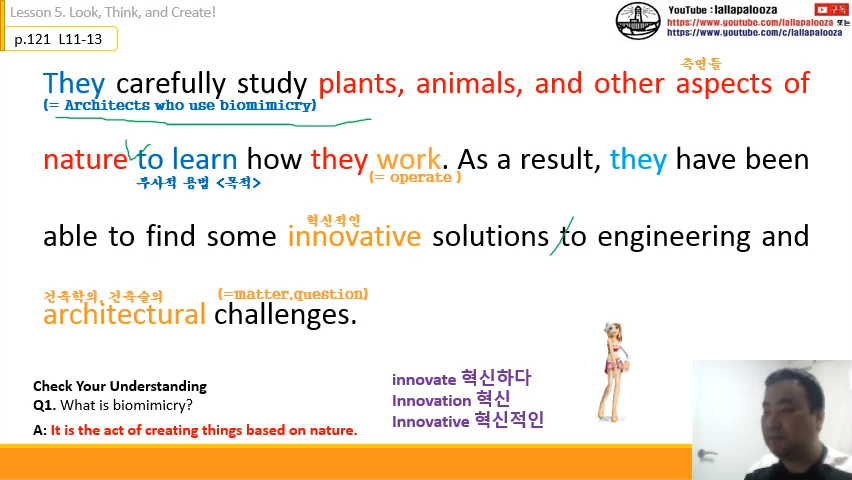 Lesson 5. Look, Think, and Create!
p.121 L11-13
YouTube : lallapalooza
구독
https://www.youtube.com/lallapalooza 또는
https://www.youtube.com/c/lallapalooza
측면들
They carefully study plants, animals, and other aspects of
(= Architects who use biomimicry)
nature to learn how they work. As a result, they have been
부사적 용법 <목적>
(= operate )
혁신적인
able to find some innovative solutions to engineering and
건축학의, 건축술의
(=matter,question)
architectural challenges.
Check Your Understanding
Q1. What is biomimicry?
A: It is the act of creating things based on nature.
innovate 혁신하다
Innovation 혁신
Innovative 혁신적인